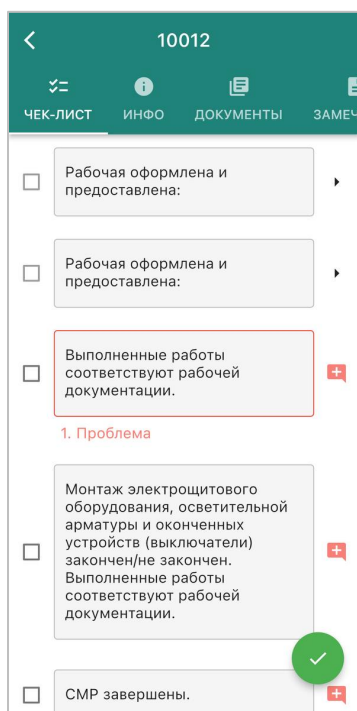 10012
ЧЕК-ЛИСТ ИНФО ДОКУМЕНТЫ ЗАМЕЧ
Рабочая оформлена и
предоставлена:
Рабочая оформлена и
предоставлена:
Выполненные работы
соответствуют рабочей
документации.
1. Проблема
Монтаж электрощитового
оборудования, осветительной
арматуры и оконченных
устройств (выключатели)
закончен/не закончен.
Выполненные работы
соответствуют рабочей
документации.
СМР завершены.